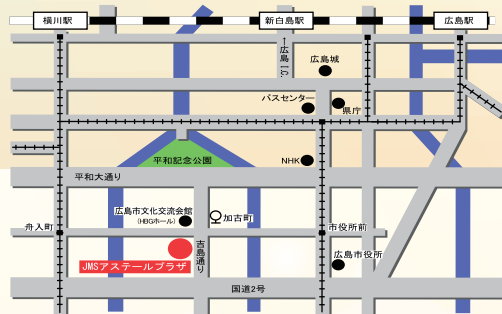 横川駅
新白島駅
広島駅
←広島I.C.
広島城
バスセンター
県庁
平和記念公園
NHK
平和大通り
広島市文化交流会館
(HBGホール)
加古町
舟入町
吉島通り
市役所前
JMSアステールプラザ
広島市役所
国道2号